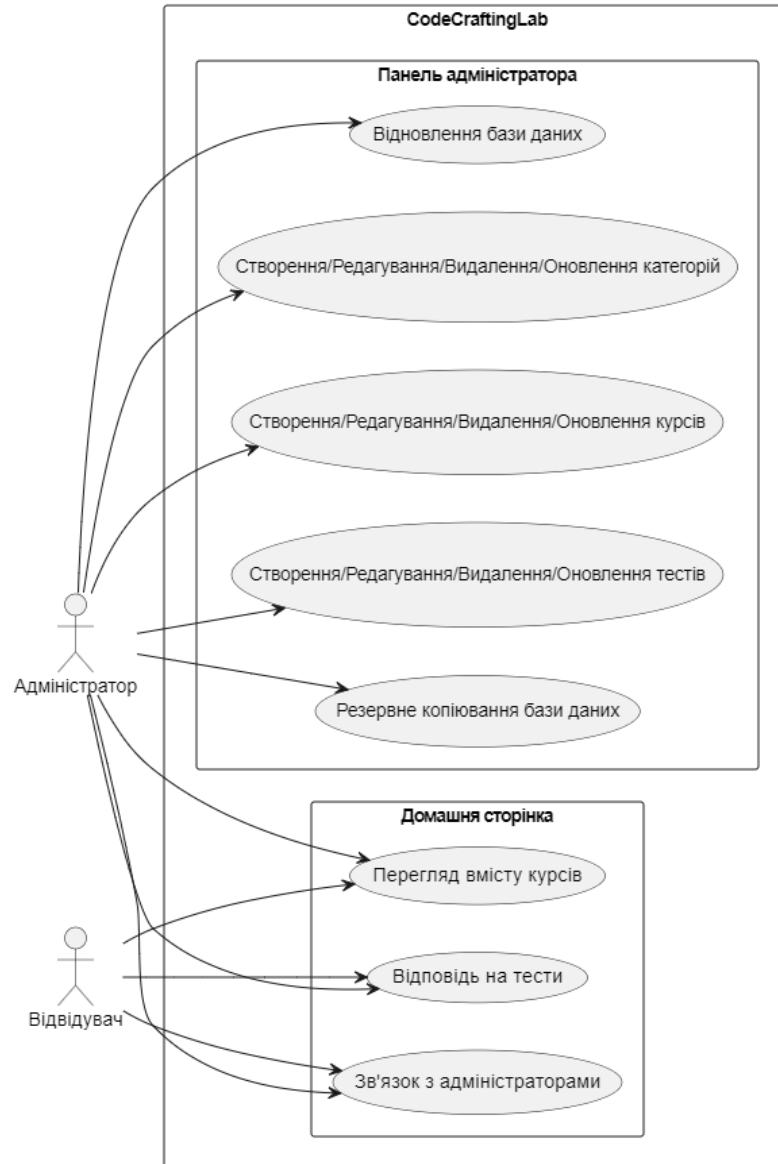 CodeCraftingLab
Панель адміністратора
Відновлення бази даних
Створення/Редагування/Видалення/Оновлення категорій
Створення/Редагування/Видалення/Оновлення курсів
Створення/Редагування/Видалення/Оновлення тестів
Адміністратор
Резервне копіювання бази даних
Домашня сторінка
Перегляд вмісту курсів
Відповідь на тести
Відвідувач
Зв'язок з адміністраторами